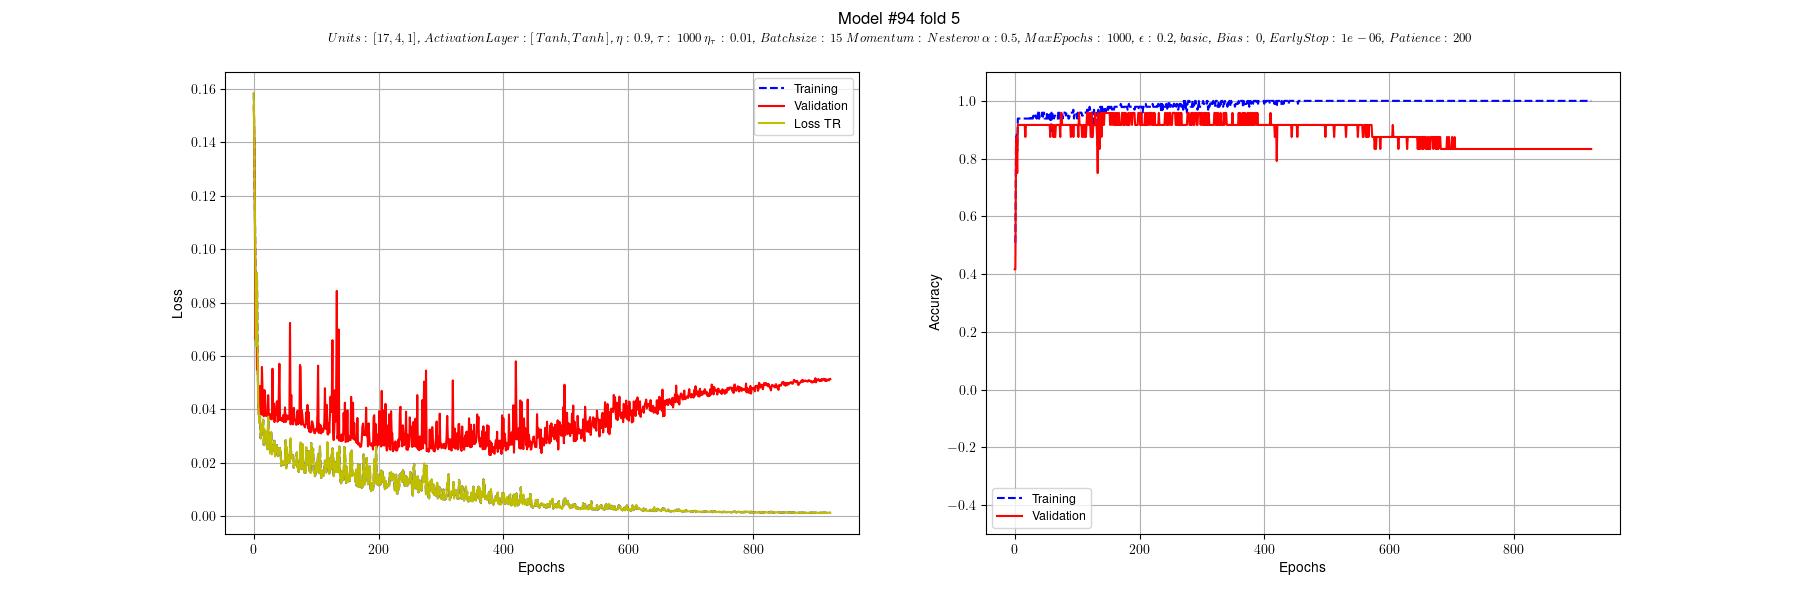 Model #94 fold 5
Units : [17, 4, 1], ActivationLayer : [Tanh, Tanh], η : 0.9, τ : 1000 ητ : 0.01, Batchsize : 15 Momentum : Nesterov α : 0.5, MaxEpochs : 1000, ϵ : 0.2, basic, Bias : 0, EarlyStop : 1e − 06, Patience : 200
0.16
0.14
0.12
0.10
0.08
0.06
0.04
0.02
0.00
Loss
Training
Validation
Loss TR
0 200 400 600 800
Epochs
1.0
0.8
0.6
0.4
0.2
0.0
−0.2
−0.4
Accuracy
Training
Validation
0 200 400 600 800
Epochs